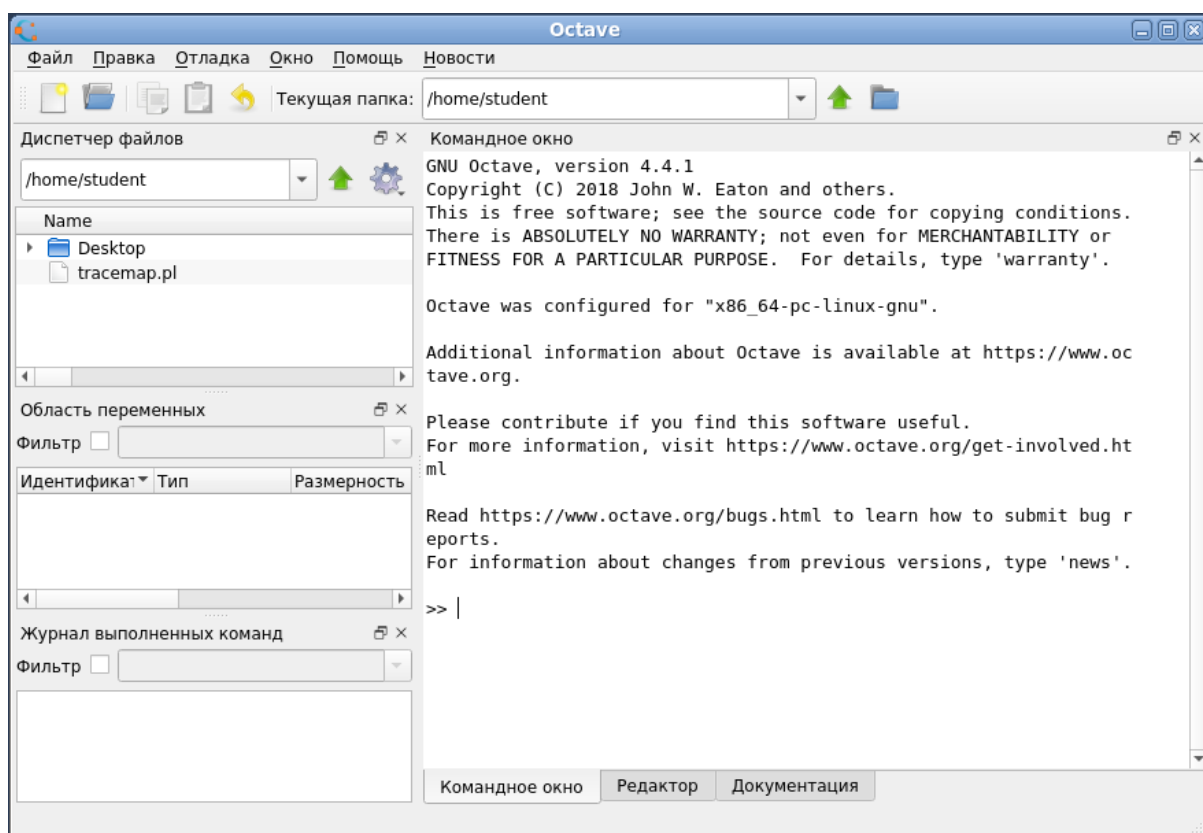 Octave
Файл Правка Отладка Окно Помощь Новости
Текущая папка: /home/student
Диспетчер файлов
/home/student
Name
Desktop
tracemap.pl
Область переменных
Фильтр
Идентификат Тип Размерность
Журнал выполненных команд
Фильтр
Командное окно
GNU Octave, version 4.4.1
Copyright (C) 2018 John W. Eaton and others.
This is free software; see the source code for copying conditions.
There is ABSOLUTELY NO WARRANTY; not even for MERCHANTABILITY or
FITNESS FOR A PARTICULAR PURPOSE.  For details, type 'warranty'.
Octave was configured for "x86_64-pc-linux-gnu".
Additional information about Octave is available at https://www.oc
tave.org.
Please contribute if you find this software useful.
For more information, visit https://www.octave.org/get-involved.ht
ml
Read https://www.octave.org/bugs.html to learn how to submit bug r
eports.
For information about changes from previous versions, type 'news'.
>>
Командное окно Редактор Документация